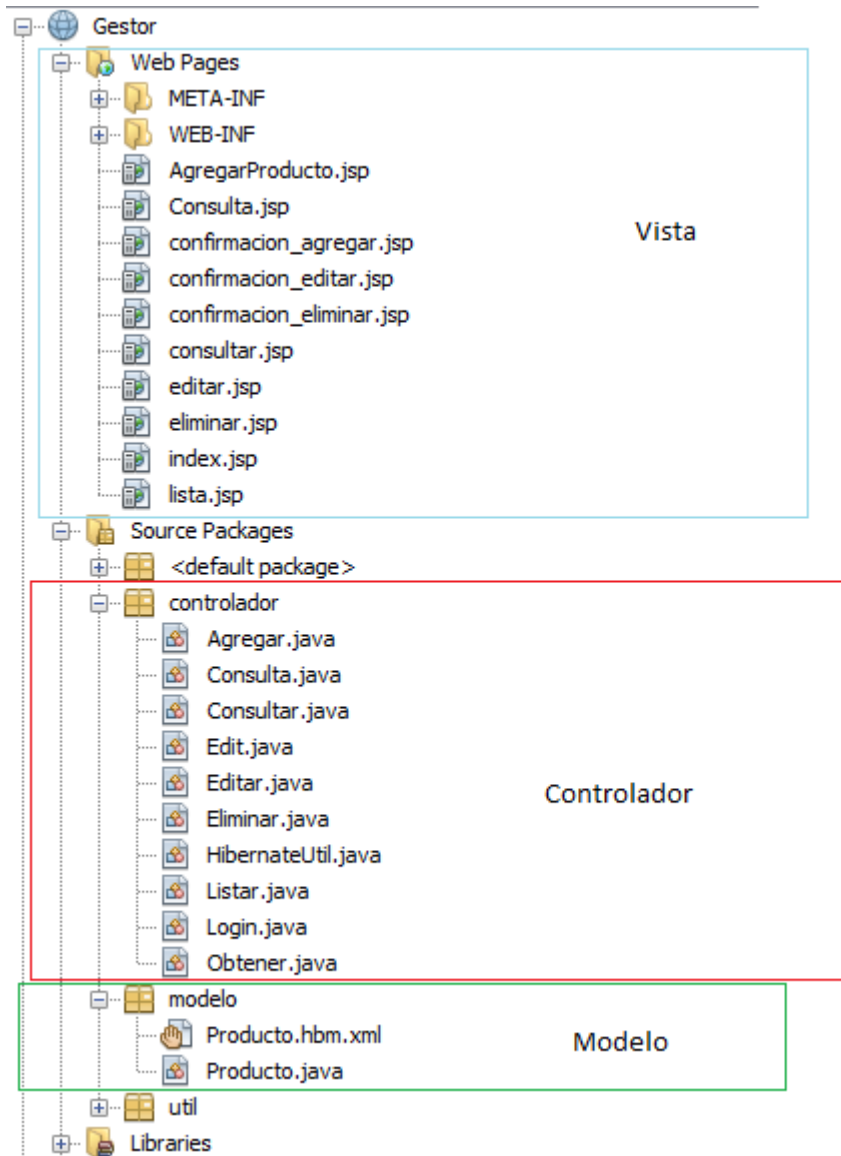 Gestor
Web Pages
META-INF
WEB-INF
AgregarProducto.jsp
Consulta.jsp
confirmacion_agregar.jsp
confirmacion_editar.jsp
confirmacion_eliminar.jsp
consultar.jsp
editar.jsp
eliminar.jsp
index.jsp
lista.jsp
Vista
Source Packages
<default package>
controlador
Agregar.java
Consulta.java
Consultar.java
Edit.java
Editar.java
Eliminar.java
HibernateUtil.java
Listar.java
Login.java
Obtener.java
Controlador
modelo
Producto.hbm.xml
Producto.java
Modelo
util
Libraries